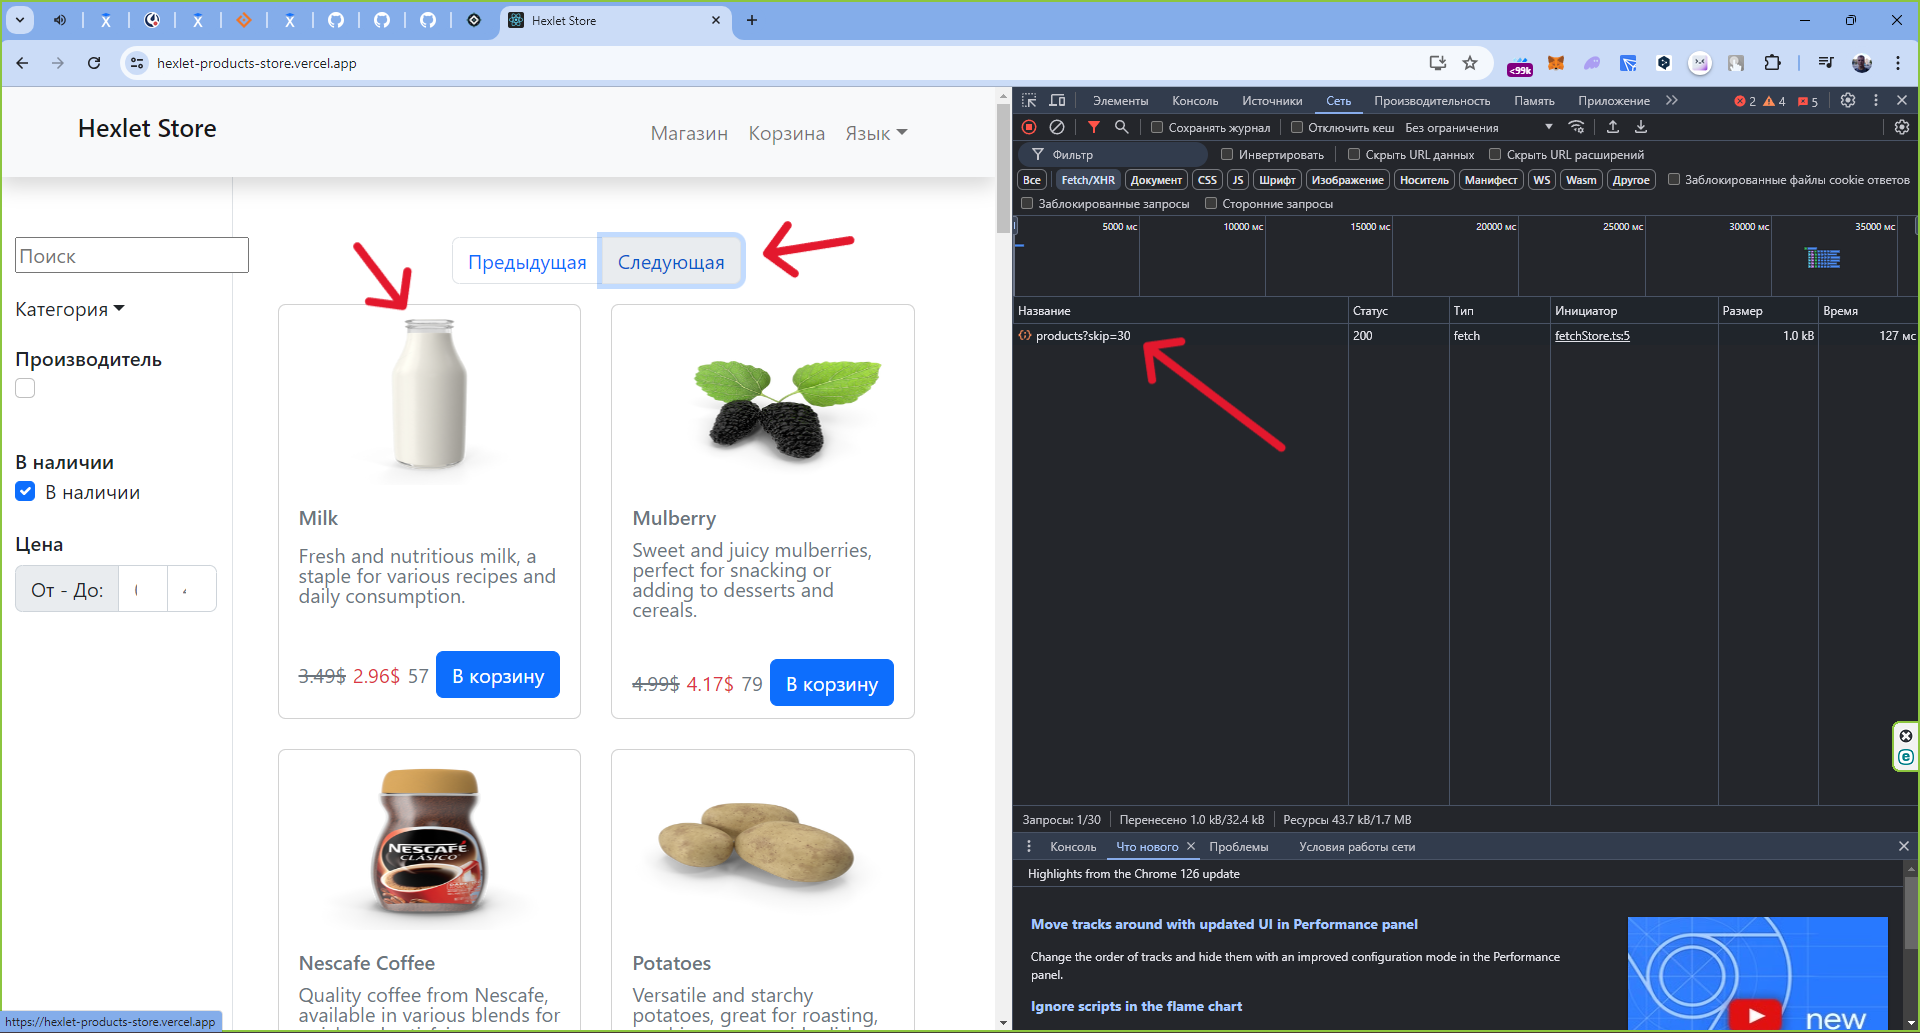 Hexlet Store
hexlet-products-store.vercel.app
<99k
Hexlet Store
Магазин Корзина Язык
Поиск
Категория
Производитель
В наличии
В наличии
Цена
От - До:
Предыдущая Следующая
Milk
Fresh and nutritious milk, a
staple for various recipes and
daily consumption.
3.49$ 2.96$ 57 В корзину
Mulberry
Sweet and juicy mulberries,
perfect for snacking or
adding to desserts and
cereals.
4.99$ 4.17$ 79 В корзину
NESCAFÉ
CLASICO
Nescafe Coffee
Quality coffee from Nescafe,
available in various blends for
Potatoes
Versatile and starchy
potatoes, great for roasting,
https://hexlet-products-store.vercel.app
Элементы Консоль Источники Сеть Производительность Память Приложение 2 4 5
Сохранять журнал Отключить кеш Без ограничения
Фильтр Инвертировать Скрыть URL данных Скрыть URL расширений
Все Fetch/XHR Документ CSS JS Шрифт Изображение Носитель Манифест WS Wasm Другое Заблокированные файлы cookie ответов
Заблокированные запросы Сторонние запросы
5000 мс 10000 мс 15000 мс 20000 мс 25000 мс 30000 мс 35000 мс
Название Статус Тип Инициатор Размер Время
products?skip=30 200 fetch fetchStore.ts:5 1.0 kB 127 мс
Запросы: 1/30 Перенесено 1.0 kB/32.4 kB Ресурсы 43.7 kB/1.7 MB
Консоль Что нового Проблемы Условия работы сети
Highlights from the Chrome 126 update
Move tracks around with updated UI in Performance panel
Change the order of tracks and hide them with an improved configuration mode in the Performance
panel.
Ignore scripts in the flame chart
new